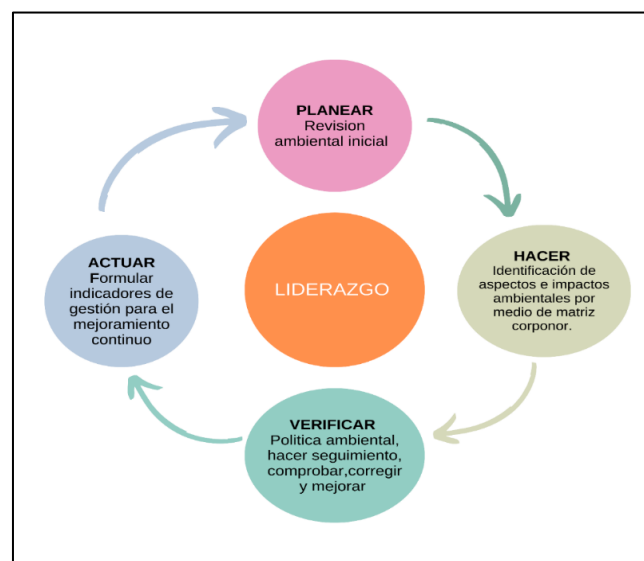 PLANEAR
Revision
ambiental inicial
HACER
Identificación de
aspectos e impactos
ambientales por
medio de matriz
corponor.
LIDERAZGO
VERIFICAR
Politica ambiental,
hacer seguimiento,
comprobar,corregir
y mejorar
ACTUAR
Formular
indicadores de
gestión para el
mejoramiento
continuo